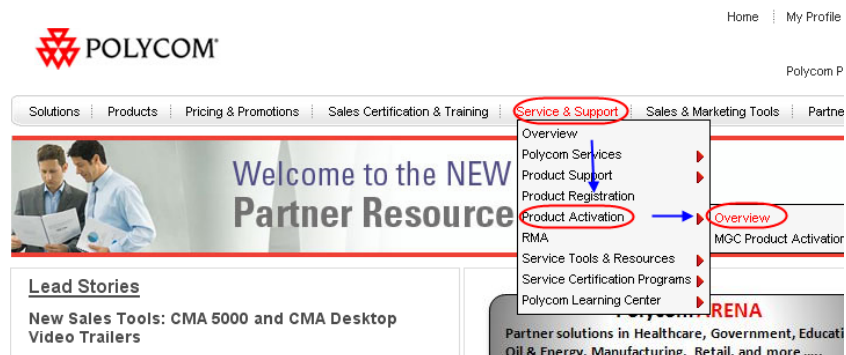 Home My Profile
POLYCOM
Polycom P
Solutions Products Pricing & Promotions Sales Certification & Training Service & Support Sales & Marketing Tools Partne
Overview
Polycom Services
Product Support
Product Registration
Product Activation
RMA
Service Tools & Resources
Service Certification Programs
Polycom Learning Center
Overview
MGC Product Activation
Welcome to the NEW
Partner Resource
Lead Stories
New Sales Tools: CMA 5000 and CMA Desktop
Video Trailers
ARENA
Partner solutions in Healthcare, Government, Educati
Oil & Energy, Manufacturing, Retail, and more